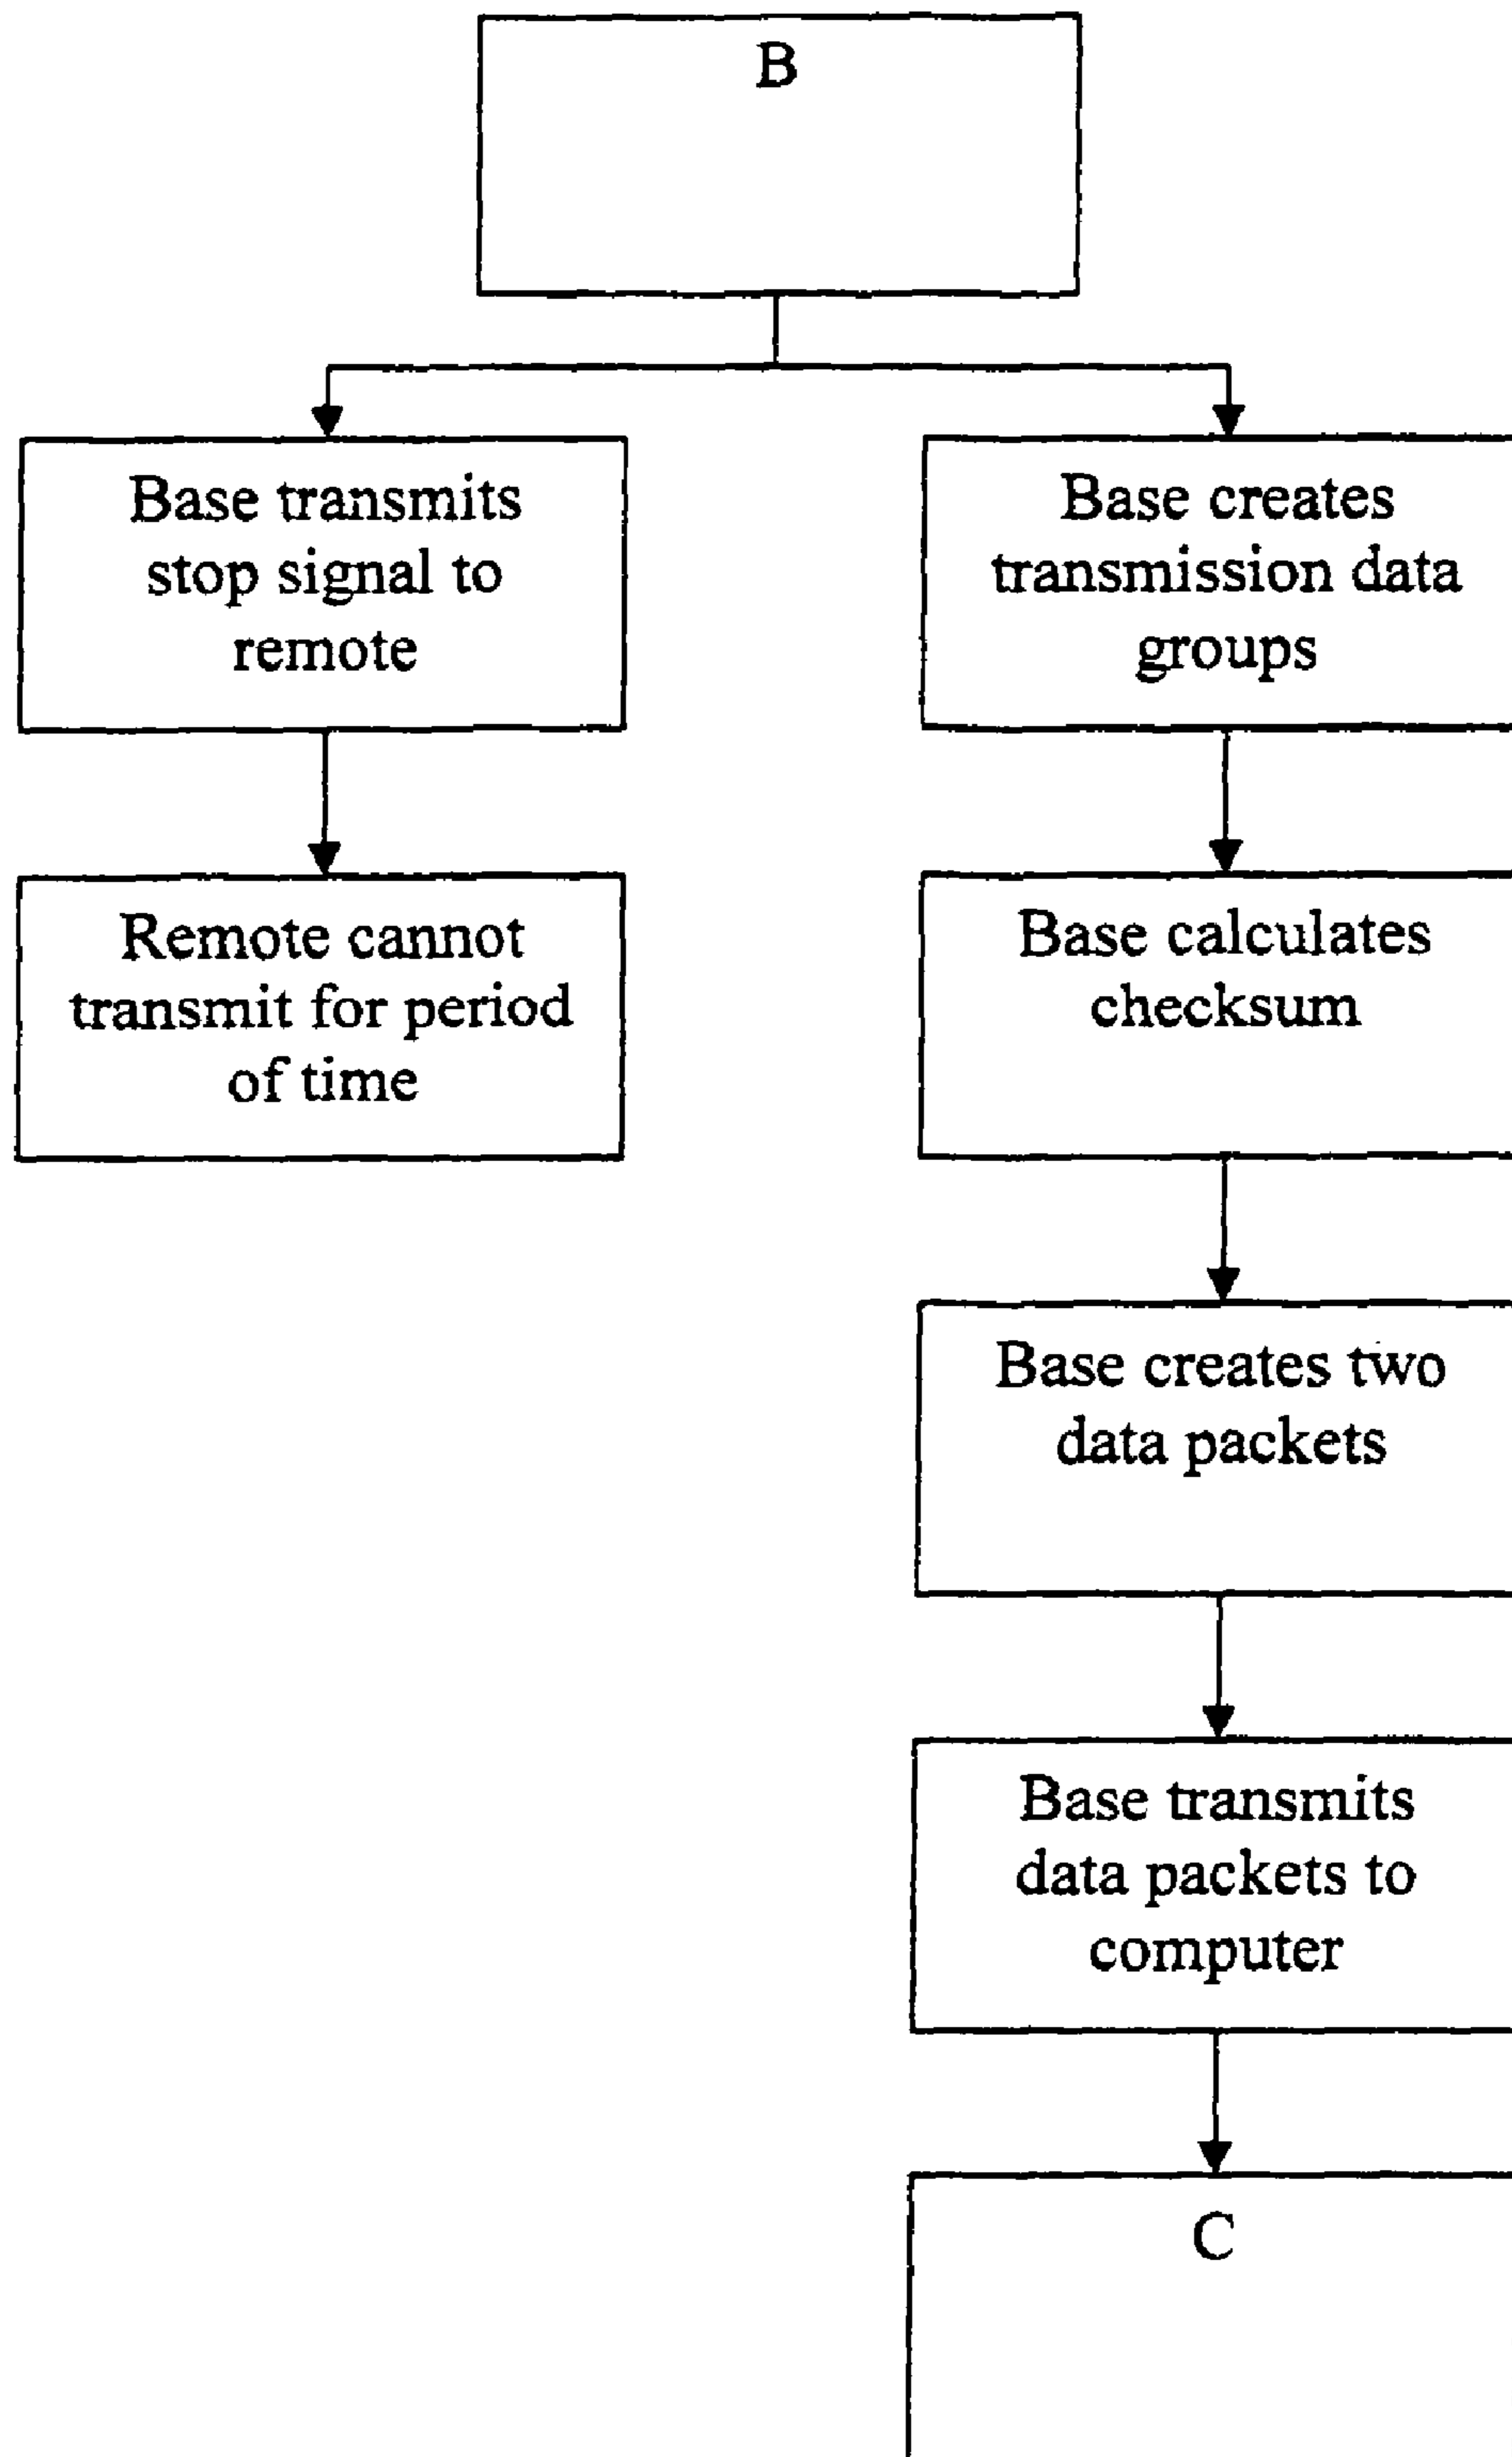 B
Base transmits
stop signal to
remote
Base creates
transmission data
groups
Remote cannot
transmit for period
of time
Base calculates
checksum
Base creates two
data packets
Base transmits
data packets to
computer
C